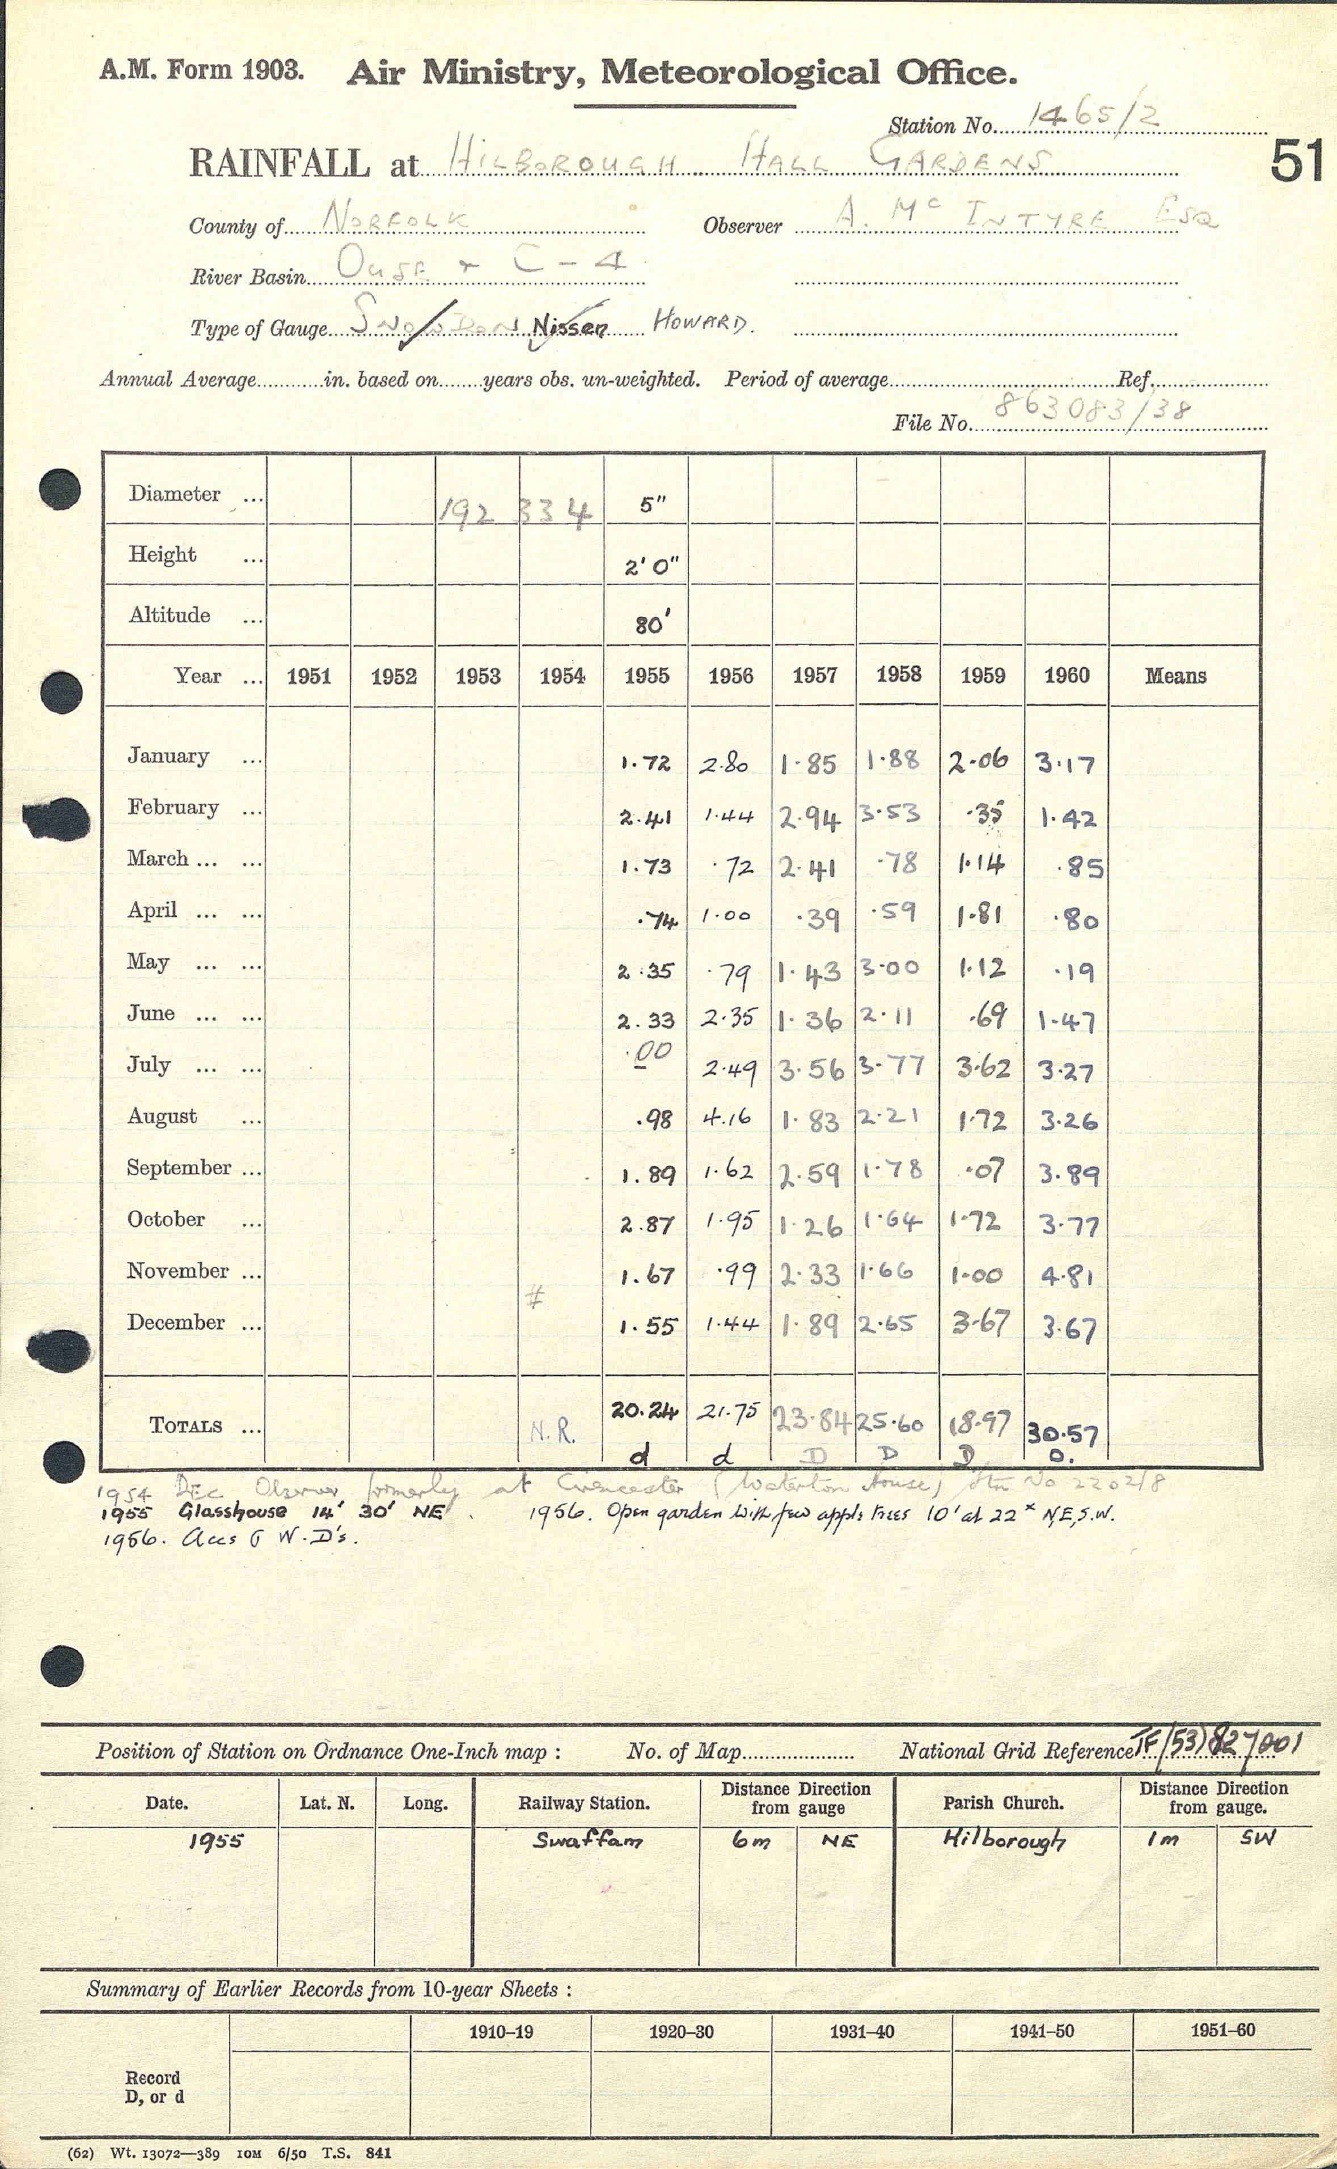 A.M. Form 1903. Air Ministry, Meteorological Office.
Station No. 1465/2
RAINFALL at HILBOROUGH HALL GARDENS 51
County of NORFOLK Observer A. Mc INTYRE ESQ
River Basin OUSE + C-4
Type of Gauge SNOWDON Nissen HOWARD.
Annual Average in. based on years obs. un-weighted. Period of average Ref.
File No. 863083/38
Diameter ... 192 334 5"
Height ... 2' 0"
Altitude ... 80'
Year ... 1951 1952 1953 1954 1955 1956 1957 1958 1959 1960 Means
January ... 1.72 2.80 1.85 1.88 2.06 3.17
February ... 2.41 1.44 2.94 3.53 .35 1.42
March ... ... 1.73 .72 2.41 .78 1.14 .85
April ... ... .74 1.00 .39 .59 1.81 .80
May ... ... 2.35 .79 1.43 3.00 1.12 .19
June ... ... 2.33 2.35 1.36 2.11 .69 1.47
July ... ... .00 2.49 3.56 3.77 3.62 3.27
August ... .98 4.16 1.83 2.21 1.72 3.26
September ... 1.89 1.62 2.59 1.78 .07 3.89
October ... 2.87 1.95 1.26 1.64 1.72 3.77
November ... 1.67 .99 2.33 1.66 1.00 4.81
December ... # 1.55 1.44 1.89 2.65 3.67 3.67
TOTALS ... N.R. 20.24 21.75 23.84 25.60 18.97 30.57
d d D D D D.
1954 Dec Observer formerly at Cirencester (Waterton House) Stn No 2202/8
1955 Glasshouse 14' 30' NE. 1956. Open garden with few apple trees 10' at 22" N,E,S.W.
1956. Accs W.D's.
Position of Station on Ordnance One-Inch map : No. of Map National Grid Reference TF/(53)827001
Date. Lat. N. Long. Railway Station. Distance Direction from gauge Parish Church. Distance Direction from gauge.
1955 Swaffam 6m NE Hilborough 1m SW
Summary of Earlier Records from 10-year Sheets :
1910–19 1920–30 1931–40 1941–50 1951–60
Record
D, or d
(62) Wt. 13072—389 10M 6/50 T.S. 841